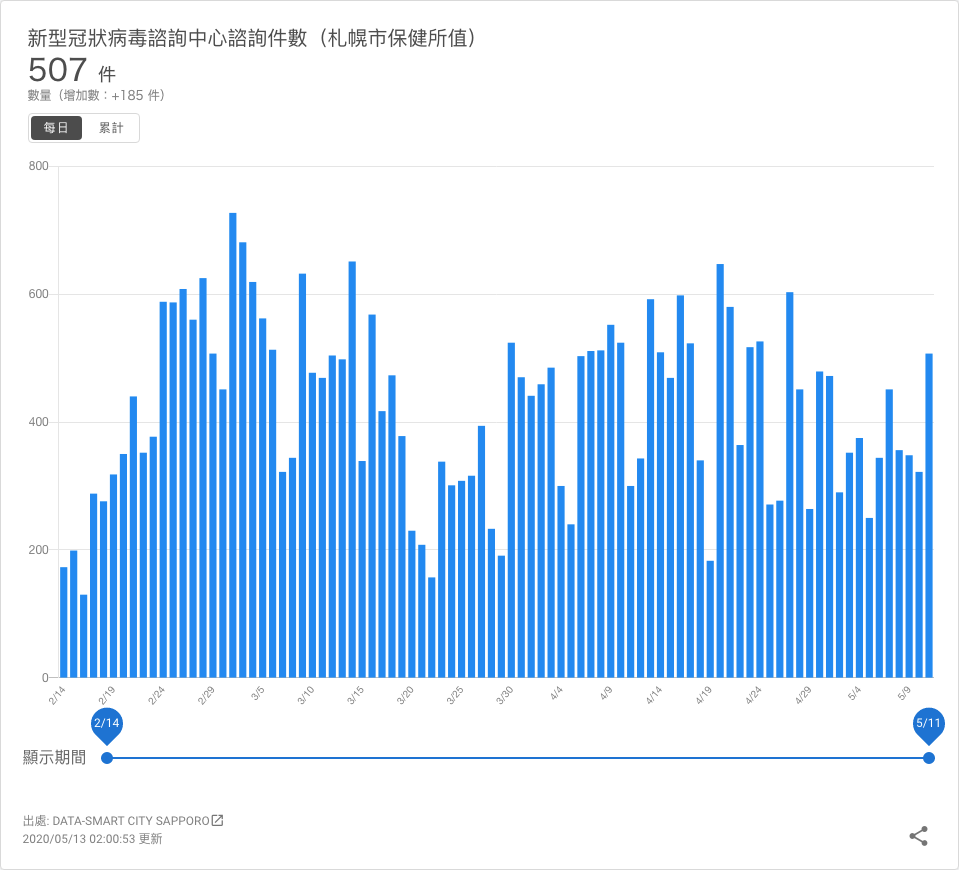 新型冠狀病毒諮詢中心諮詢件數（札幌市保健所值）
507 件
數量（增加數：+185 件）
每日 累計
800
600
400
200
0
2/14 2/19 2/24 2/29 3/5 3/10 3/15 3/20 3/25 3/30 4/4 4/9 4/14 4/19 4/24 4/29 5/4 5/9
2/14 5/11
顯示期間
出處: DATA-SMART CITY SAPPORO
2020/05/13 02:00:53 更新